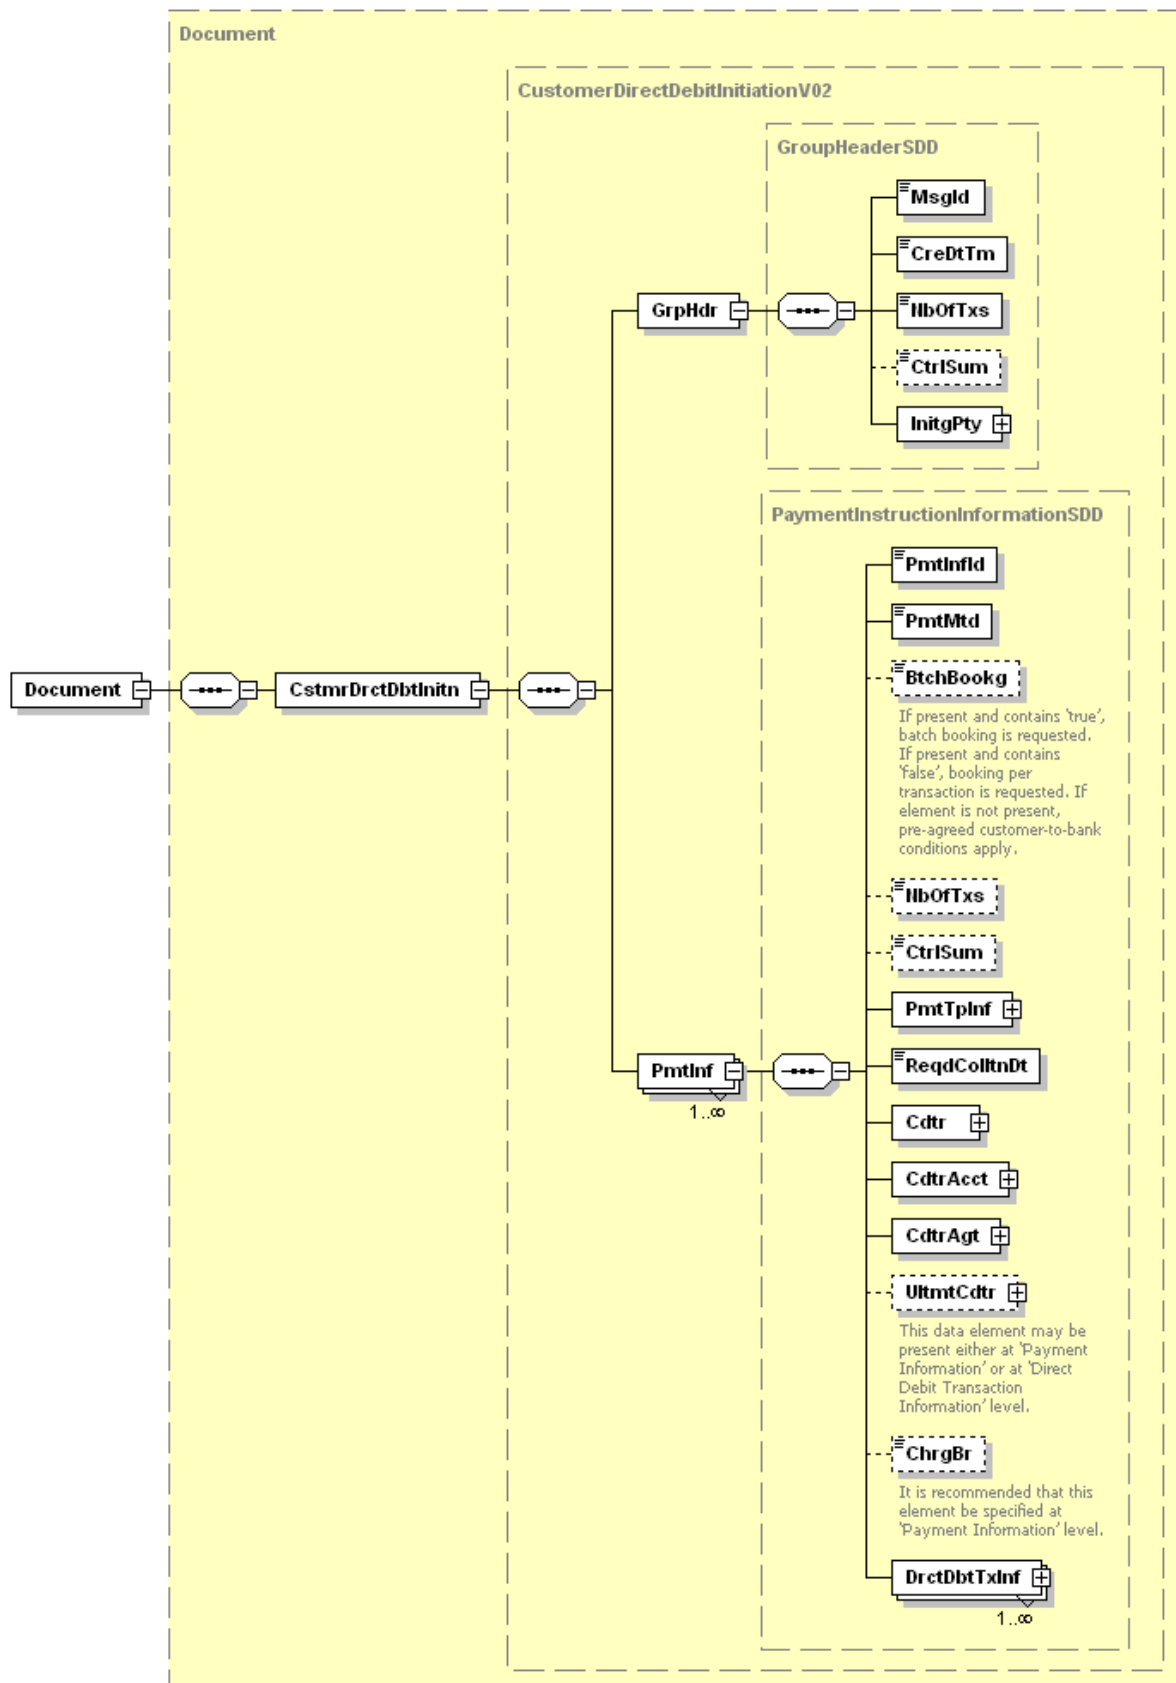 Document
CustomerDirectDebitInitiationV02
GroupHeaderSDD
MsgId
CreDtTm
GrpHdr
NbOfTxs
CtrlSum
InitgPty
PaymentInstructionInformationSDD
PmtInfId
PmtMtd
Document
CstmrDrctDbtInitn
BtchBookg
If present and contains 'true',
batch booking is requested.
If present and contains
'false', booking per
transaction is requested. If
element is not present,
pre-agreed customer-to-bank
conditions apply.
NbOfTxs
CtrlSum
PmtTpInf
PmtInf
1..∞
ReqdColltnDt
Cdtr
CdtrAcct
CdtrAgt
UltmtCdtr
This data element may be
present either at 'Payment
Information' or at 'Direct
Debit Transaction
Information' level.
ChrgBr
It is recommended that this
element be specified at
'Payment Information' level.
DrctDbtTxInf
1..∞